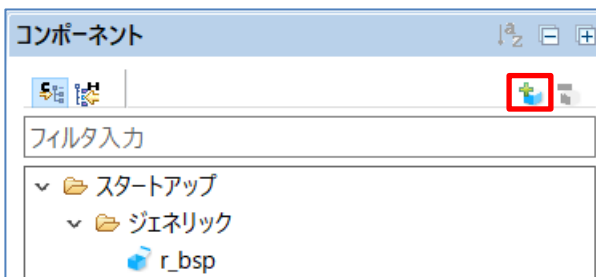 コンポーネント
フィルタ入力
スタートアップ
ジェネリック
r_bsp